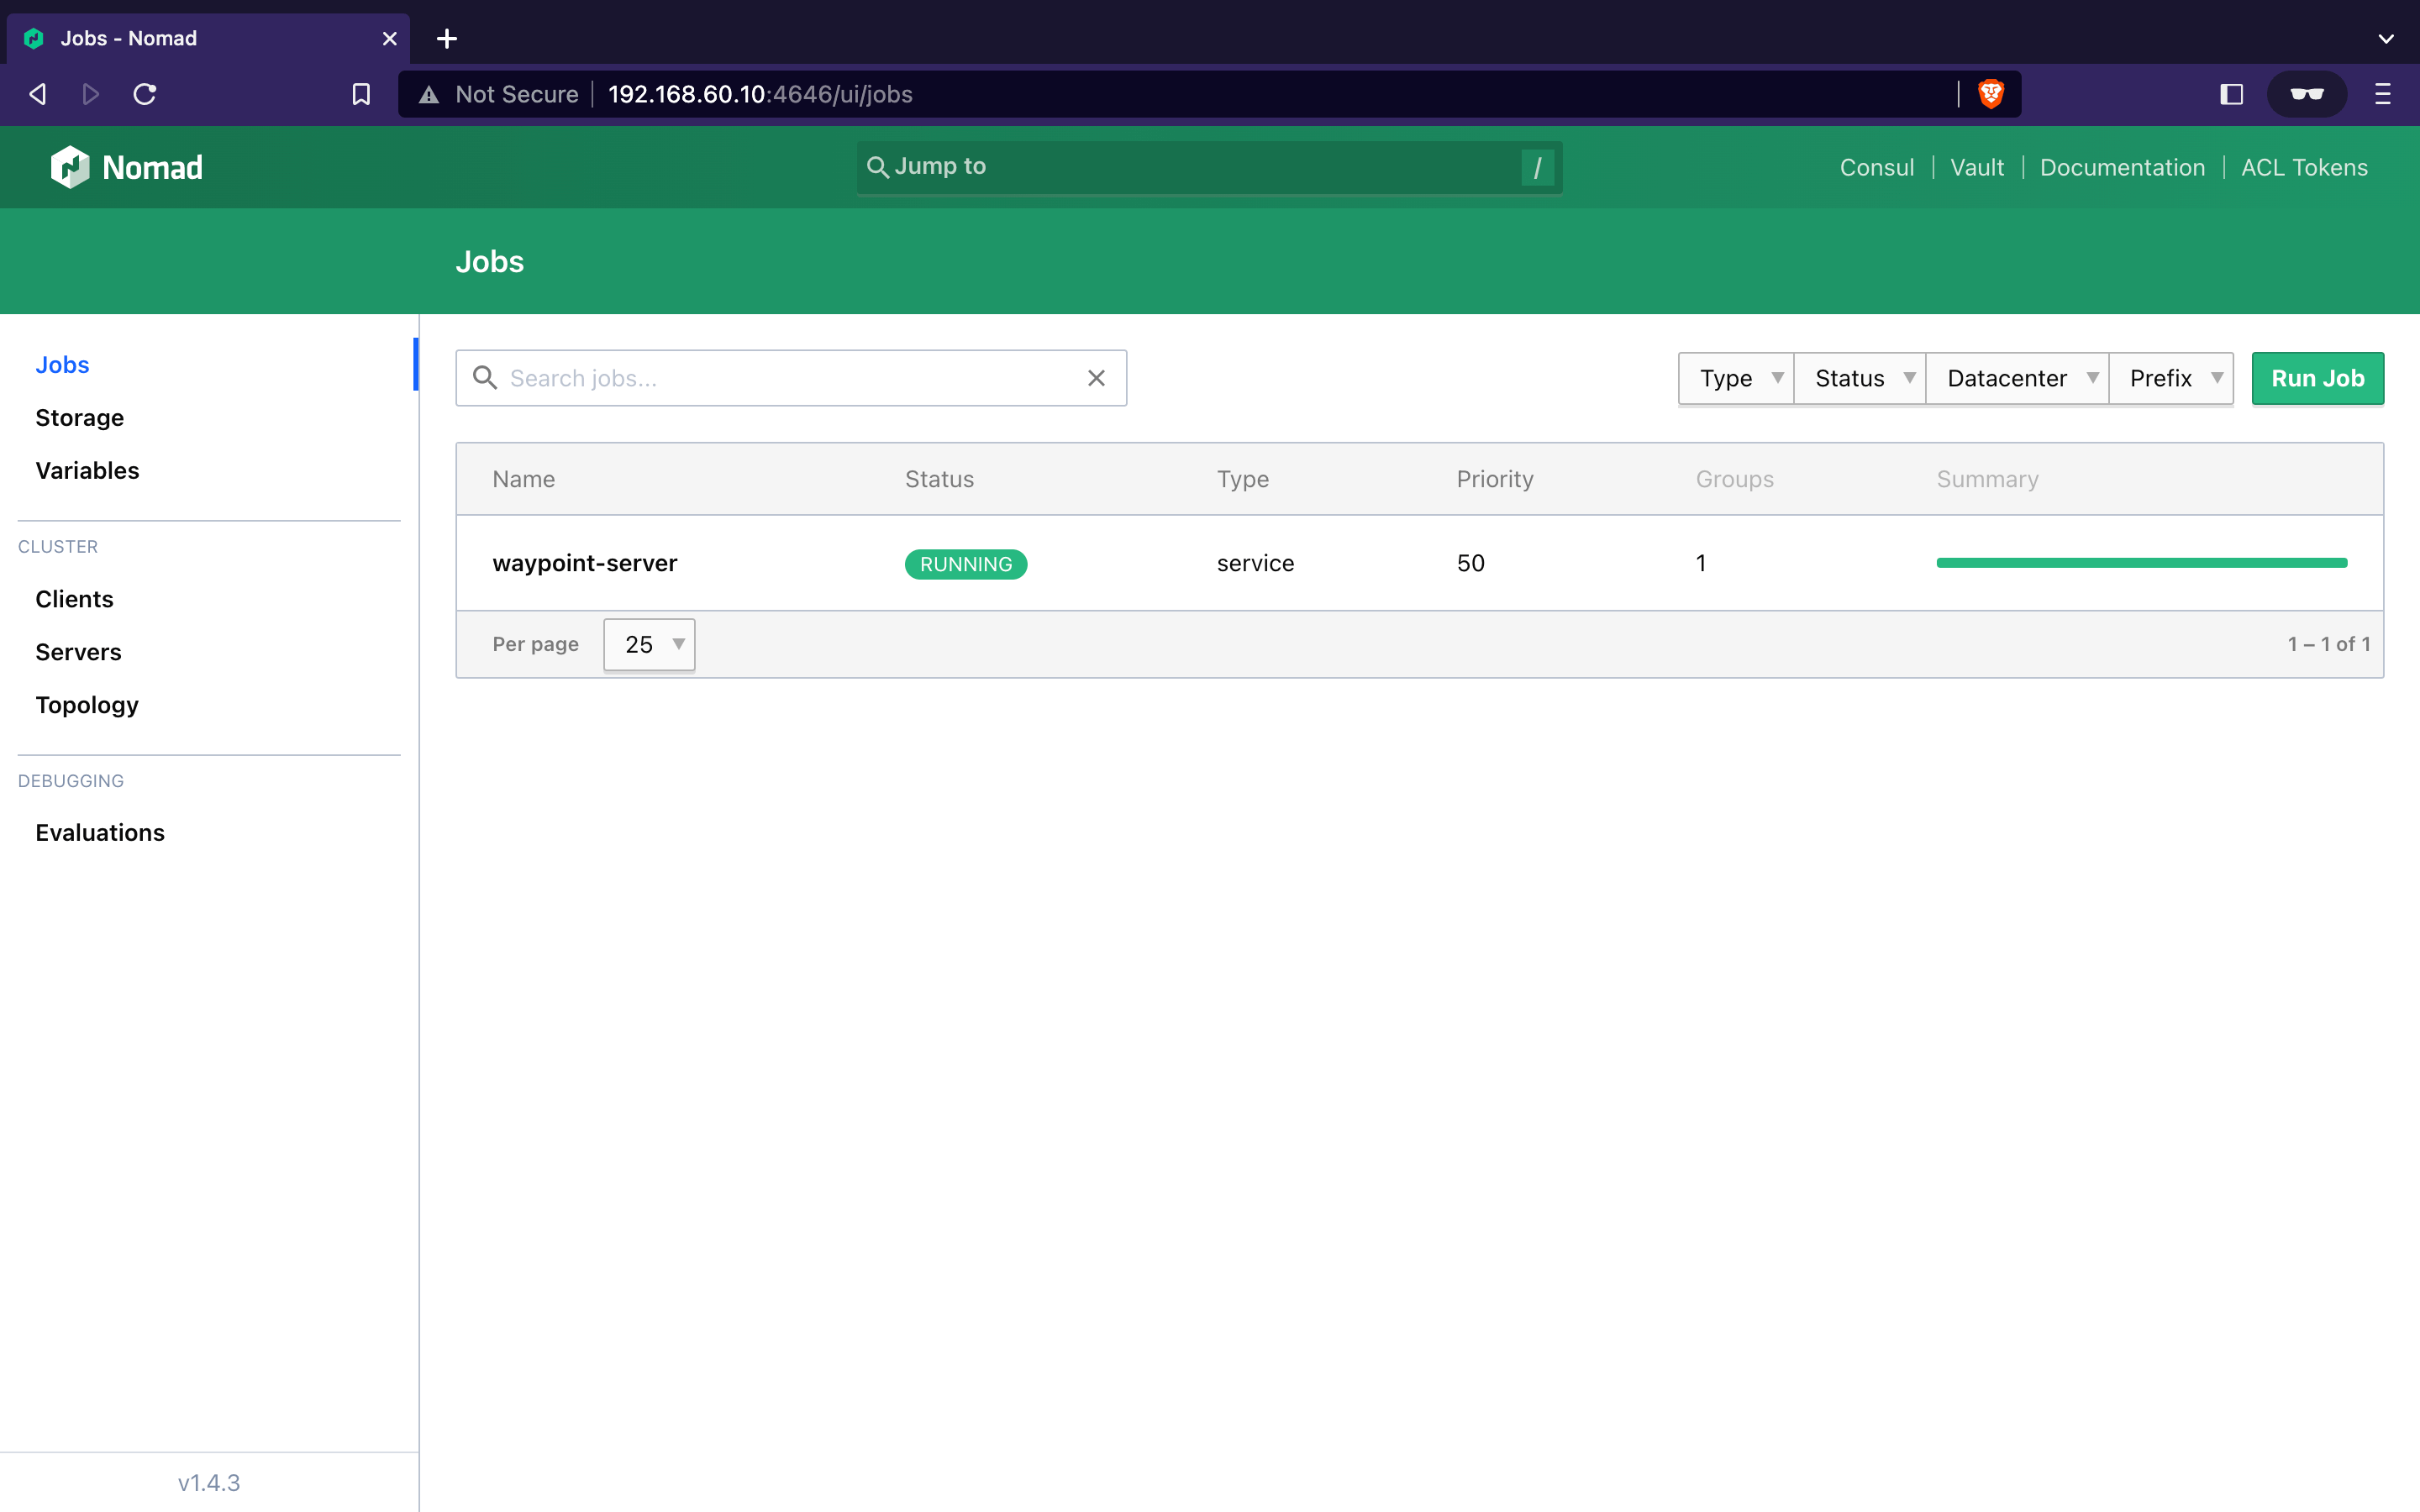 Jobs - Nomad
Not Secure 192.168.60.10:4646/ui/jobs
Nomad
Jump to /
Consul Vault Documentation ACL Tokens
Jobs
Jobs
Storage
Variables
CLUSTER
Clients
Servers
Topology
DEBUGGING
Evaluations
v1.4.3
Search jobs...
Type Status Datacenter Prefix Run Job
Name Status Type Priority Groups Summary
waypoint-server RUNNING service 50 1
Per page 25 1 – 1 of 1